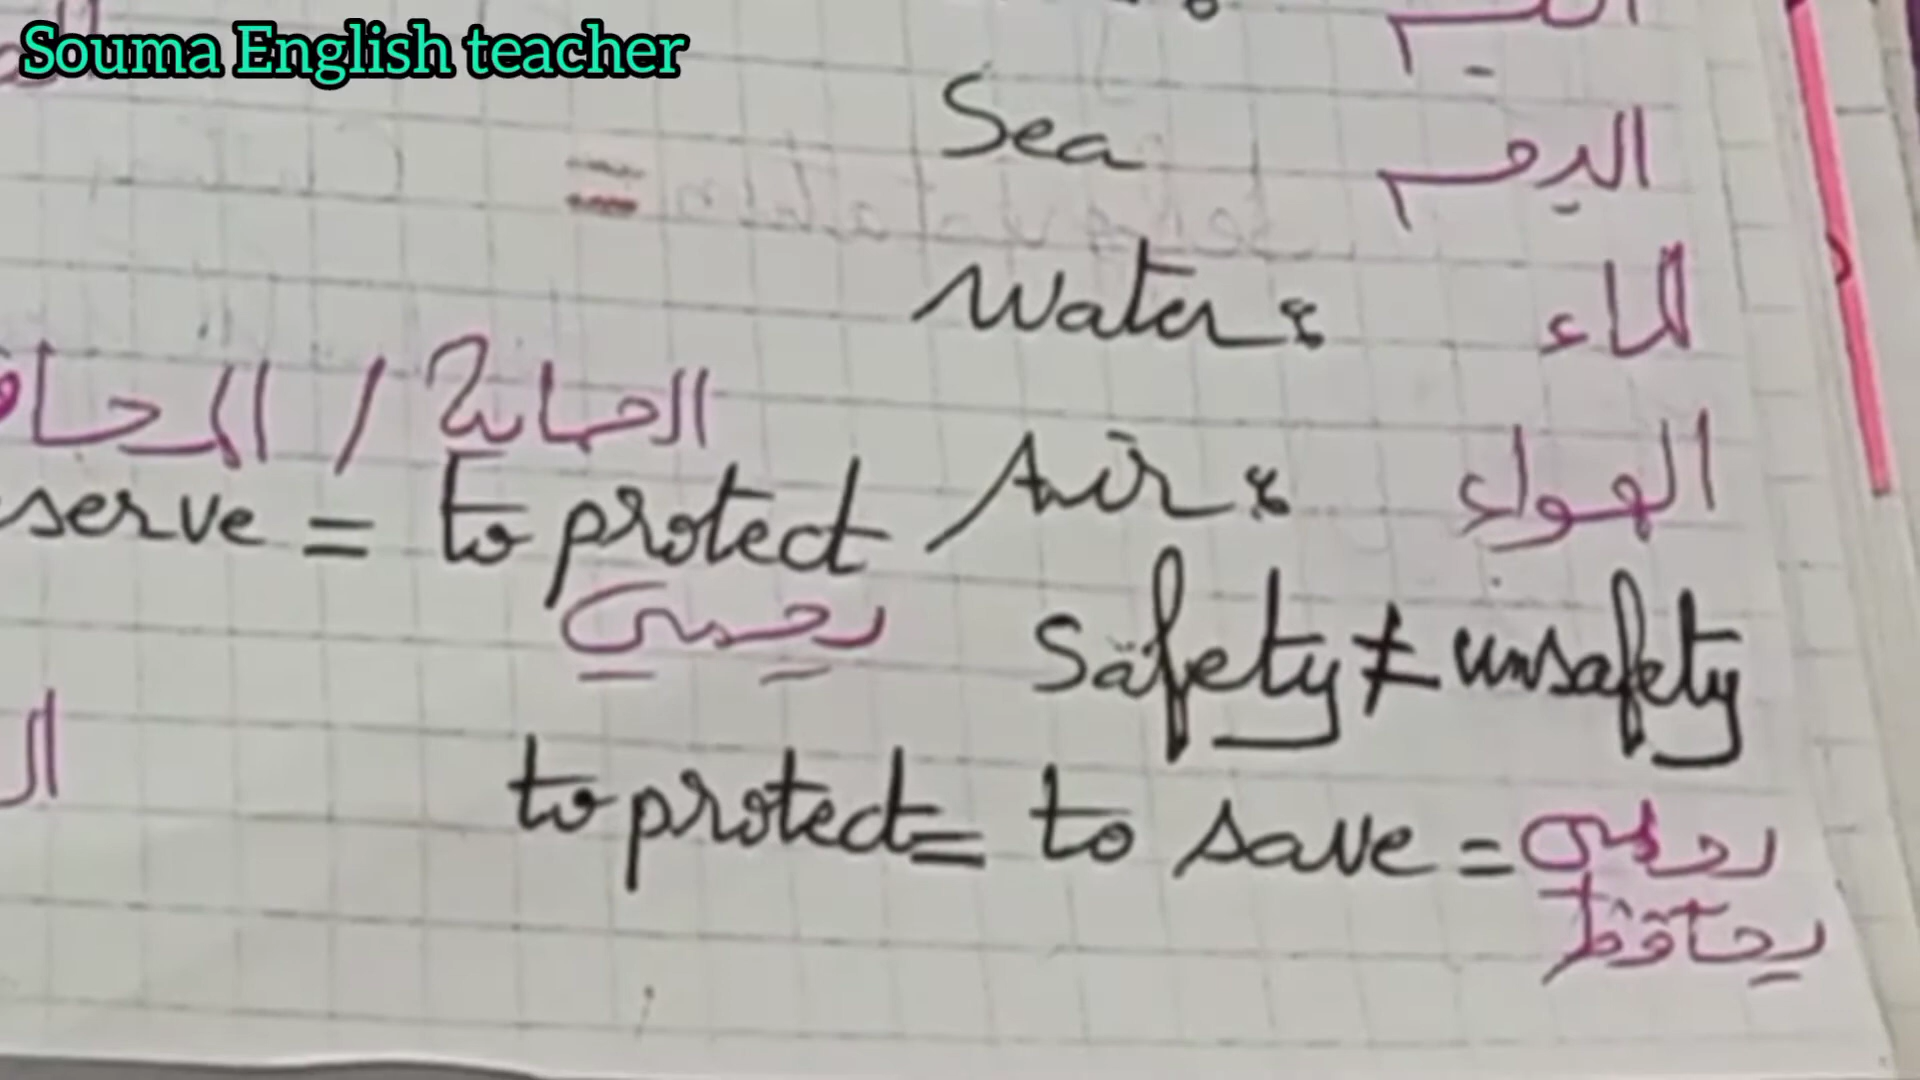 Souma English teacher
Sea البحر
Water : الماء
الحماية /
Air : الهواء
serve = to protect
يحمي
Safety ≠ unsafety
to protect = to save = يحمي
يحافظ